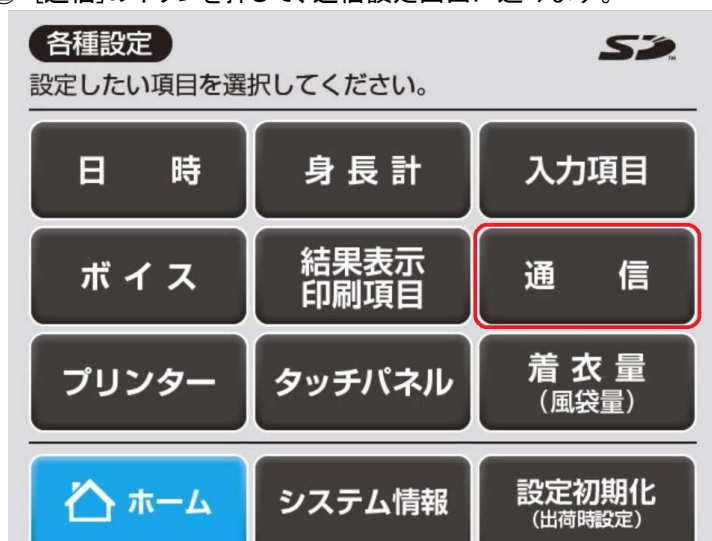 各種設定
SD
設定したい項目を選択してください。
日 時
身 長 計
入力項目
ボ イ ス
結果表示
印刷項目
通 信
プリンター
タッチパネル
着 衣 量
（風袋量）
ホーム
システム情報
設定初期化
（出荷時設定）